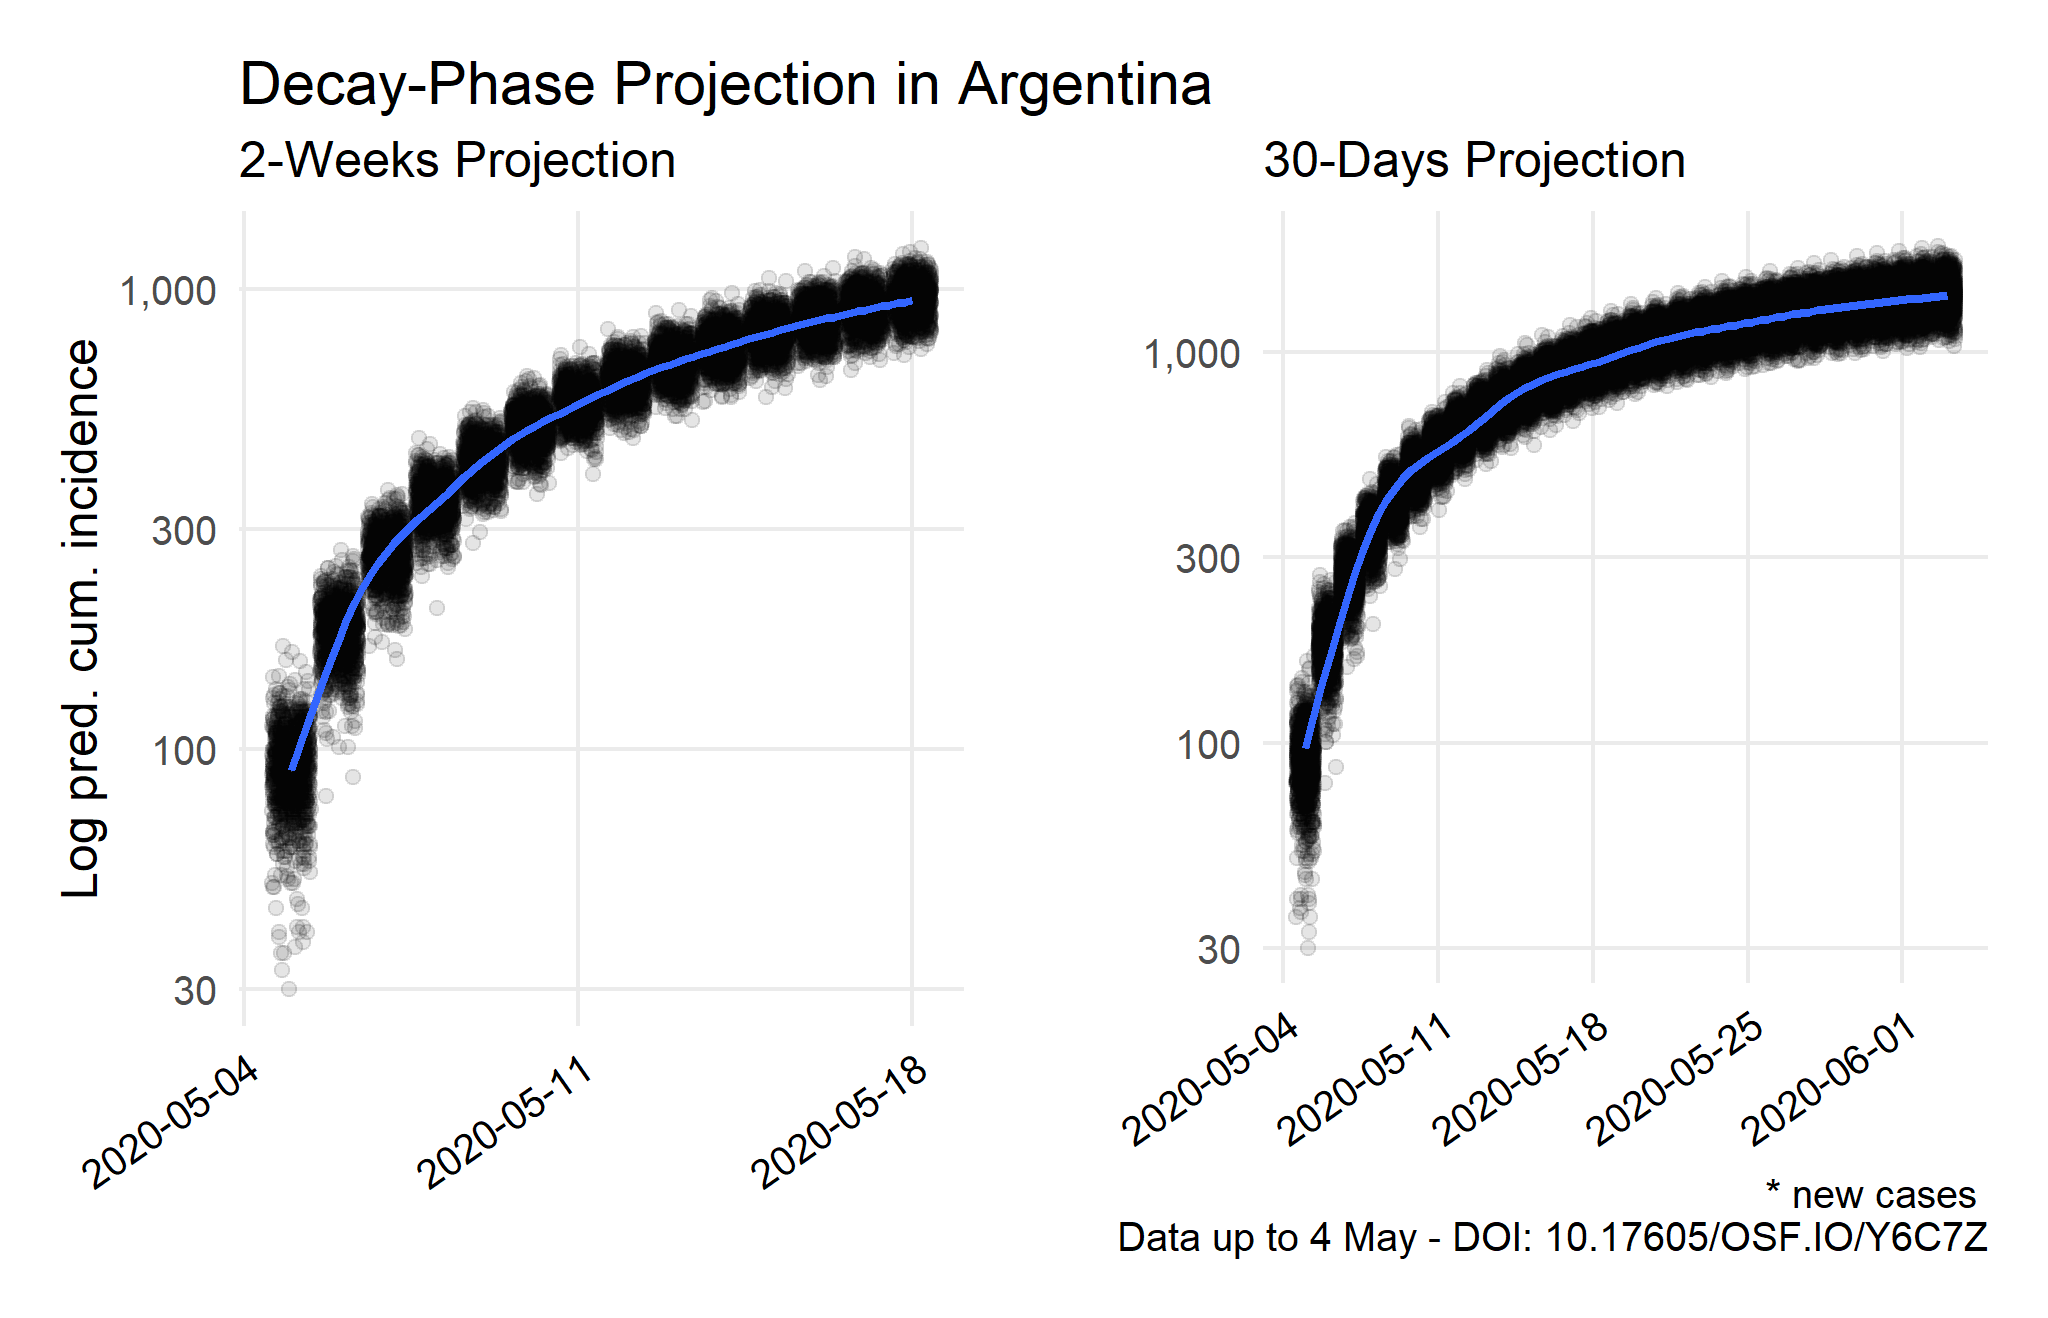 Decay-Phase Projection in Argentina
2-Weeks Projection
Log pred. cum. incidence
1,000
300
100
30
2020-05-04
2020-05-11
2020-05-18
30-Days Projection
1,000
300
100
30
2020-05-04
2020-05-11
2020-05-18
2020-05-25
2020-06-01
* new cases
Data up to 4 May - DOI: 10.17605/OSF.IO/Y6C7Z